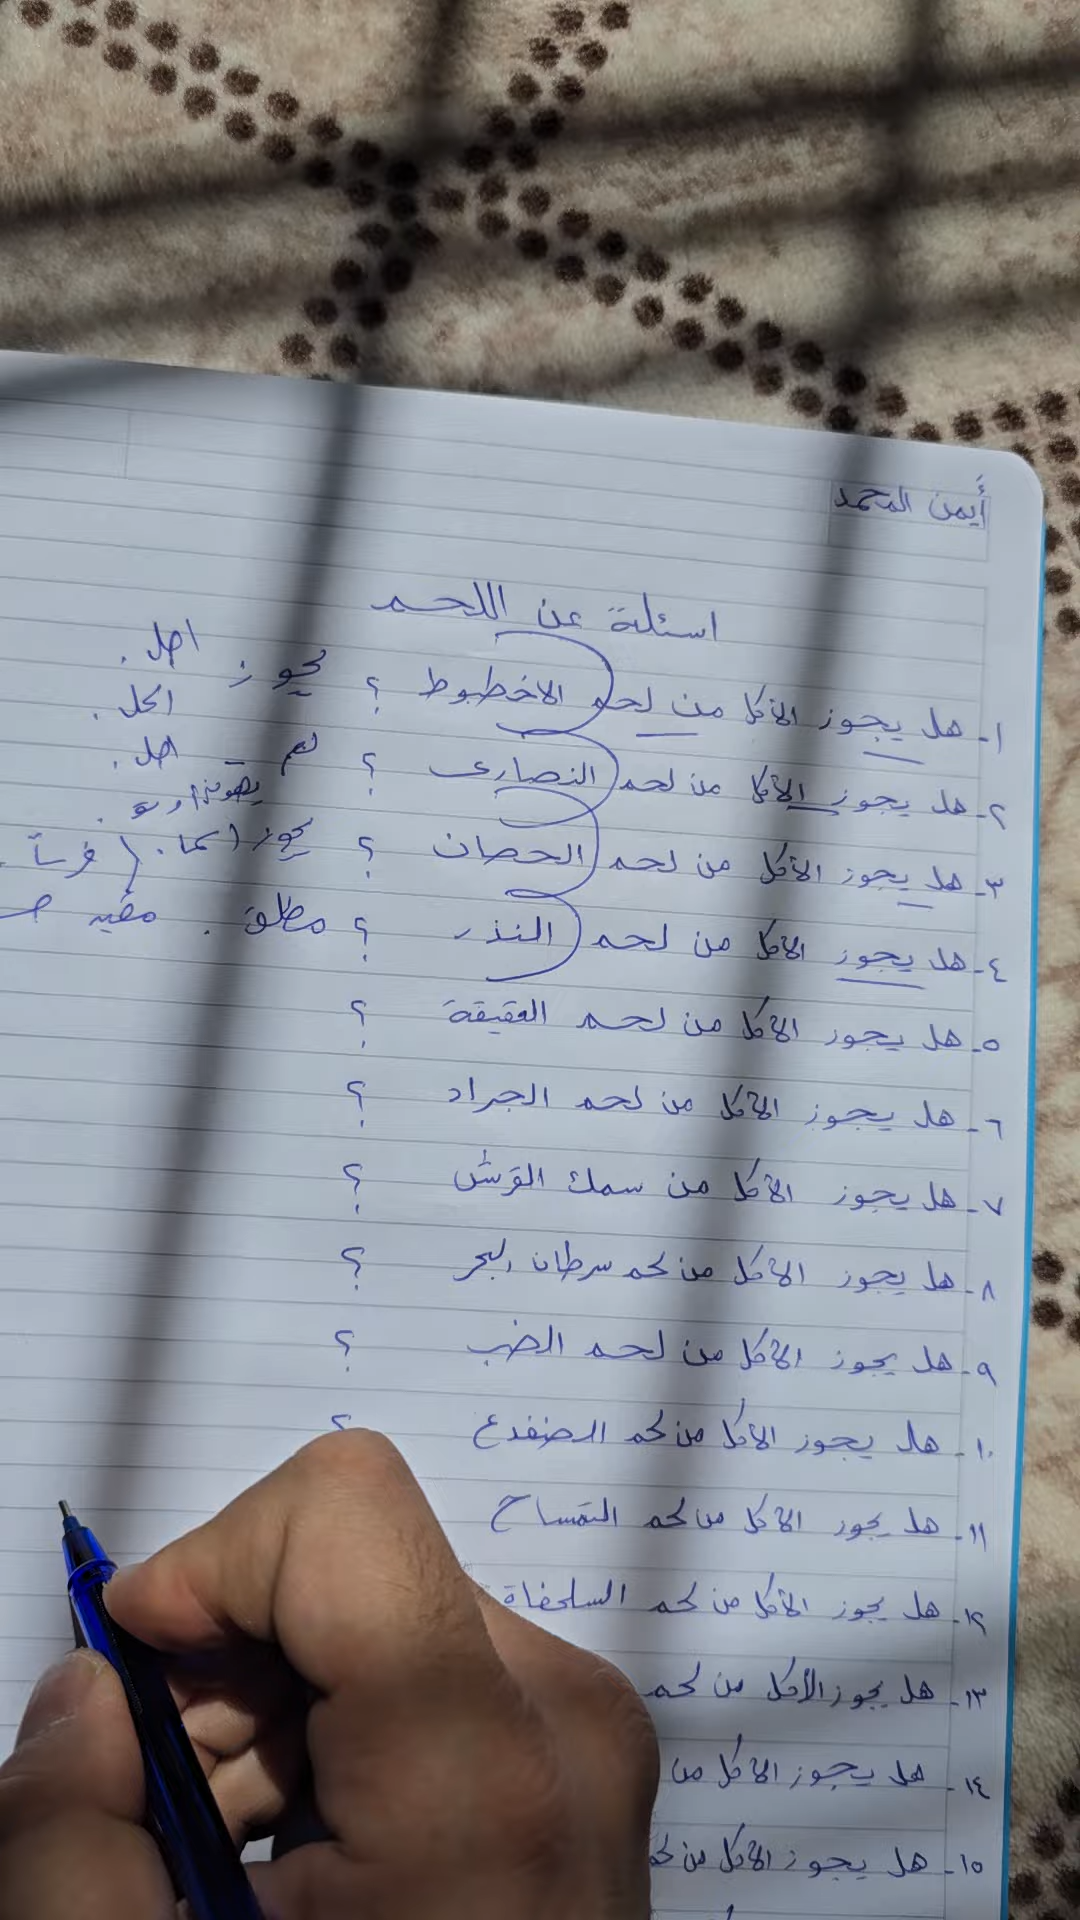 أيمن المحمد
اسئلة عن اللحم
١- هل يجوز الأكل من لحم الاخطبوط ؟ يجوز
الكل .
٢- هل يجوز الأكل من لحم النصارى ؟ نعم
٣- هل يجوز الأكل من لحم الحصان ؟ يجوز فرساً
٤- هل يجوز الأكل من لحم النذر ؟ مطلق . مقيد
٥- هل يجوز الأكل من لحم العقيقة ؟
٦- هل يجوز الأكل من لحم الجراد ؟
٧- هل يجوز الأكل من سمك القرش ؟
٨- هل يجوز الأكل من لحم سرطان البحر ؟
٩- هل يجوز الأكل من لحم الضب ؟
١٠- هل يجوز الأكل من لحم الضفدع ؟
١١- هل يجوز الأكل من لحم التمساح
١٢- هل يجوز الأكل من لحم السلحفاة
١٣- هل يجوز الأكل من لحم
١٤- هل يجوز الأكل من
١٥- هل يجوز الأكل من